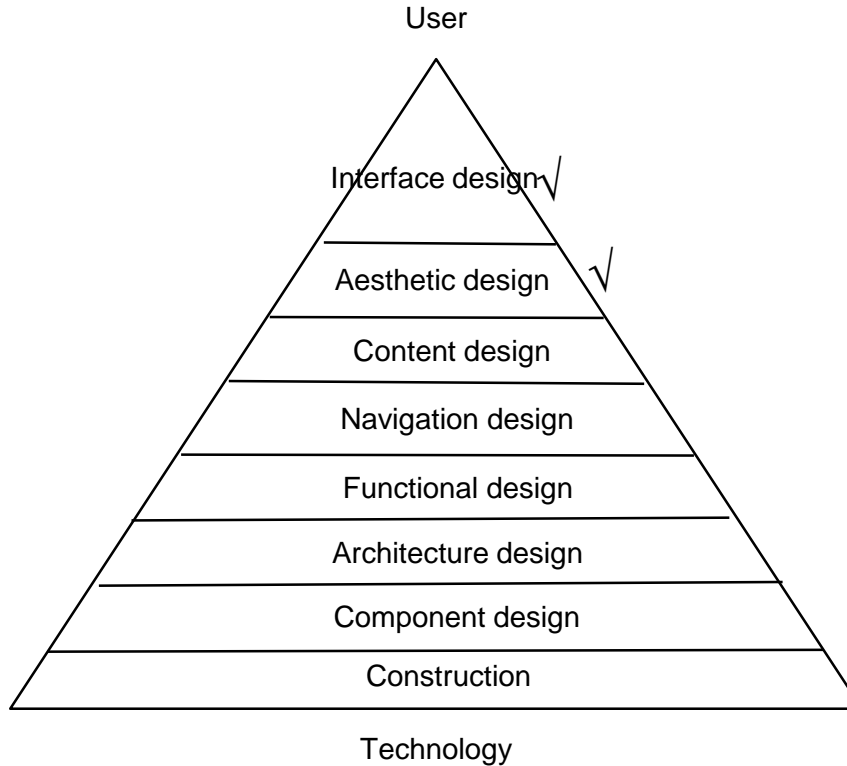 User
Interface design√
√
Aesthetic design
Content design
Navigation design
Functional design
Architecture design
Component design
Construction
Technology